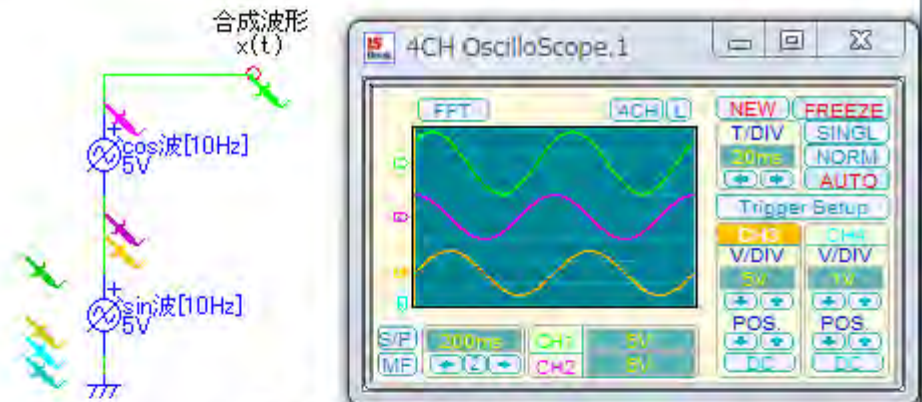 合成波形
x(t)
cos波[10Hz]
5V
sin波[10Hz]
5V
4CH OscilloScope.1
FFT
4CH L
NEW FREEZE
T/DIV SINGL
20ms NORM
AUTO
Trigger Setup
CH3 CH4
V/DIV V/DIV
5V 1V
POS. POS.
DC DC
S/P 200ms CH1 5V
MF Z CH2 5V